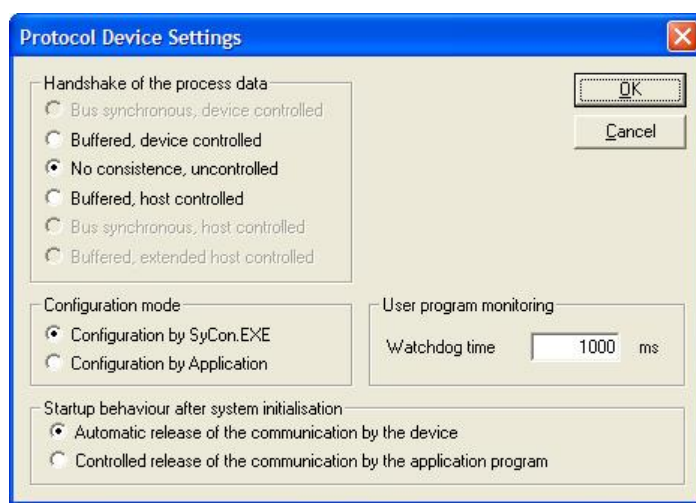 Protocol Device Settings
Handshake of the process data
Bus synchronous, device controlled
Buffered, device controlled
No consistence, uncontrolled
Buffered, host controlled
Bus synchronous, host controlled
Buffered, extended host controlled
OK
Cancel
Configuration mode
Configuration by SyCon.EXE
Configuration by Application
User program monitoring
Watchdog time 1000 ms
Startup behaviour after system initialisation
Automatic release of the communication by the device
Controlled release of the communication by the application program